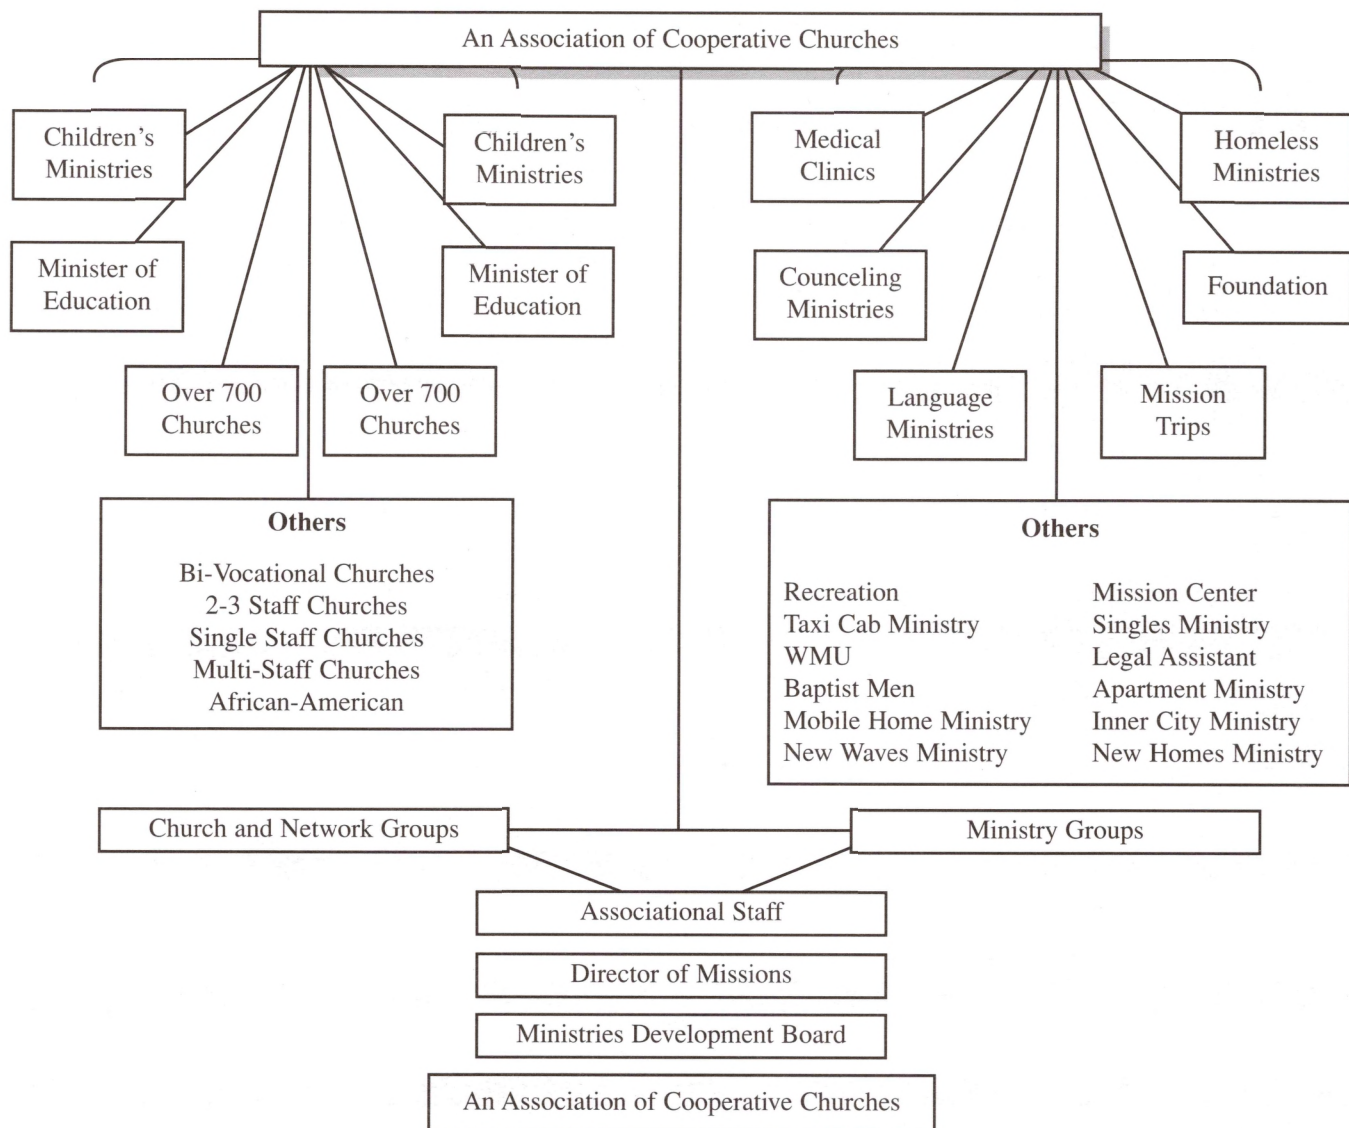 An Association of Cooperative Churches
Children's
Ministries
Children's
Ministries
Medical
Clinics
Homeless
Ministries
Minister of
Education
Minister of
Education
Counceling
Ministries
Foundation
Over 700
Churches
Over 700
Churches
Language
Ministries
Mission
Trips
Others
Bi-Vocational Churches
2-3 Staff Churches
Single Staff Churches
Multi-Staff Churches
African-American
Others
Recreation
Taxi Cab Ministry
WMU
Baptist Men
Mobile Home Ministry
New Waves Ministry
Mission Center
Singles Ministry
Legal Assistant
Apartment Ministry
Inner City Ministry
New Homes Ministry
Church and Network Groups
Ministry Groups
Associational Staff
Director of Missions
Ministries Development Board
An Association of Cooperative Churches